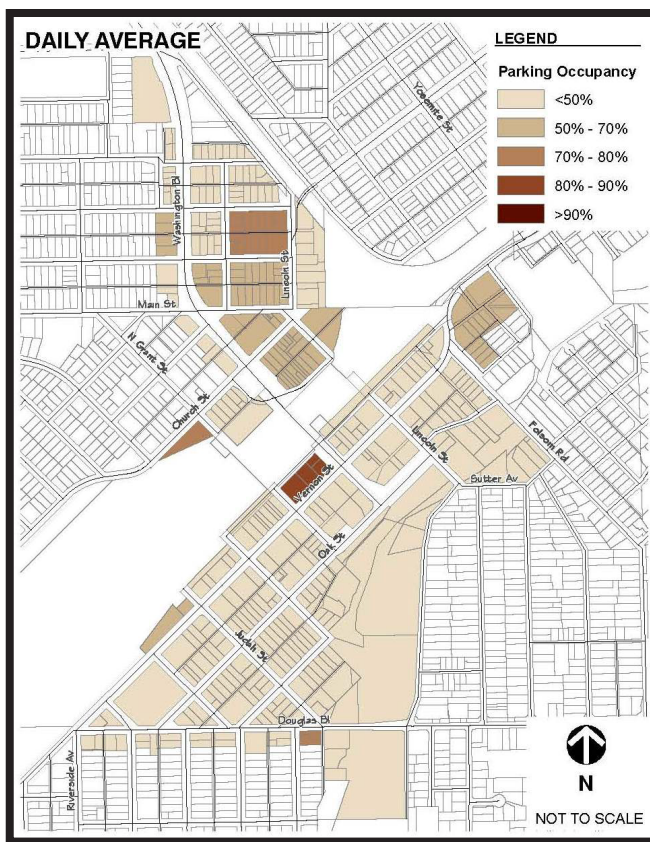 DAILY AVERAGE
LEGEND
Parking Occupancy
<50%
50% - 70%
70% - 80%
80% - 90%
>90%
Yosemite St
Washington Bl
Lincoln St
Main St
N Grant St
Church St
Lincoln St
Folsom Rd
Vernon St
Sutter Av
Oak St
Judah St
Douglas Bl
Riverside Av
N
NOT TO SCALE